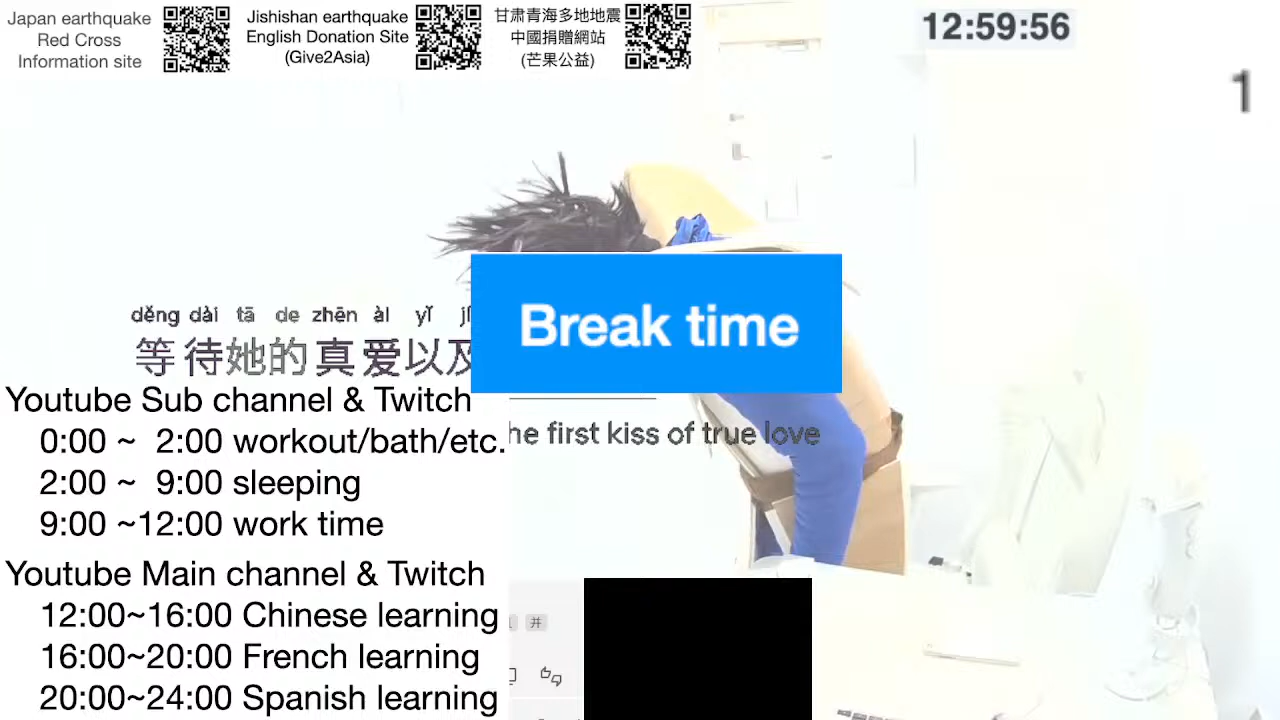 Japan earthquake
Red Cross
Information site
Jishishan earthquake
English Donation Site
(Give2Asia)
甘肅青海多地地震
中國捐贈網站
(芒果公益)
12:59:56
1
Break time
děng dài tā de zhēn ài yǐ
等待她的真爱以及
he first kiss of true love
Youtube Sub channel & Twitch
0:00 ~ 2:00 workout/bath/etc.
2:00 ~ 9:00 sleeping
9:00 ~12:00 work time
Youtube Main channel & Twitch
12:00~16:00 Chinese learning
16:00~20:00 French learning
20:00~24:00 Spanish learning
并